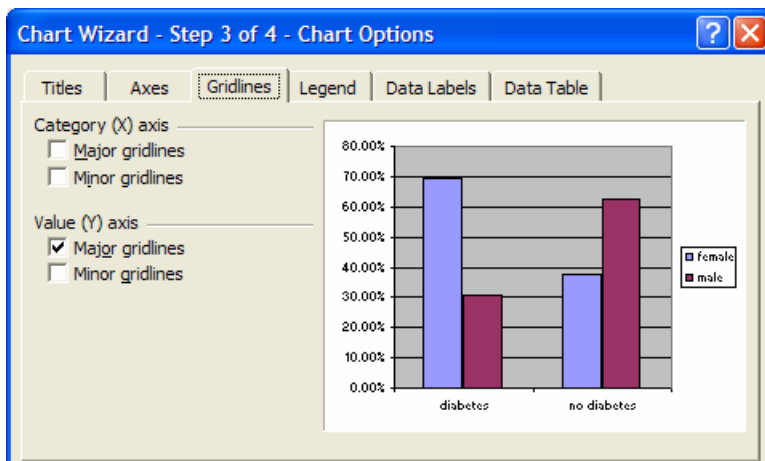 Chart Wizard - Step 3 of 4 - Chart Options
?
Titles Axes Gridlines Legend Data Labels Data Table
Category (X) axis
Major gridlines
Minor gridlines
Value (Y) axis
Major gridlines
Minor gridlines
80.00%
70.00%
60.00%
50.00%
40.00%
30.00%
20.00%
10.00%
0.00%
diabetes no diabetes
female
male